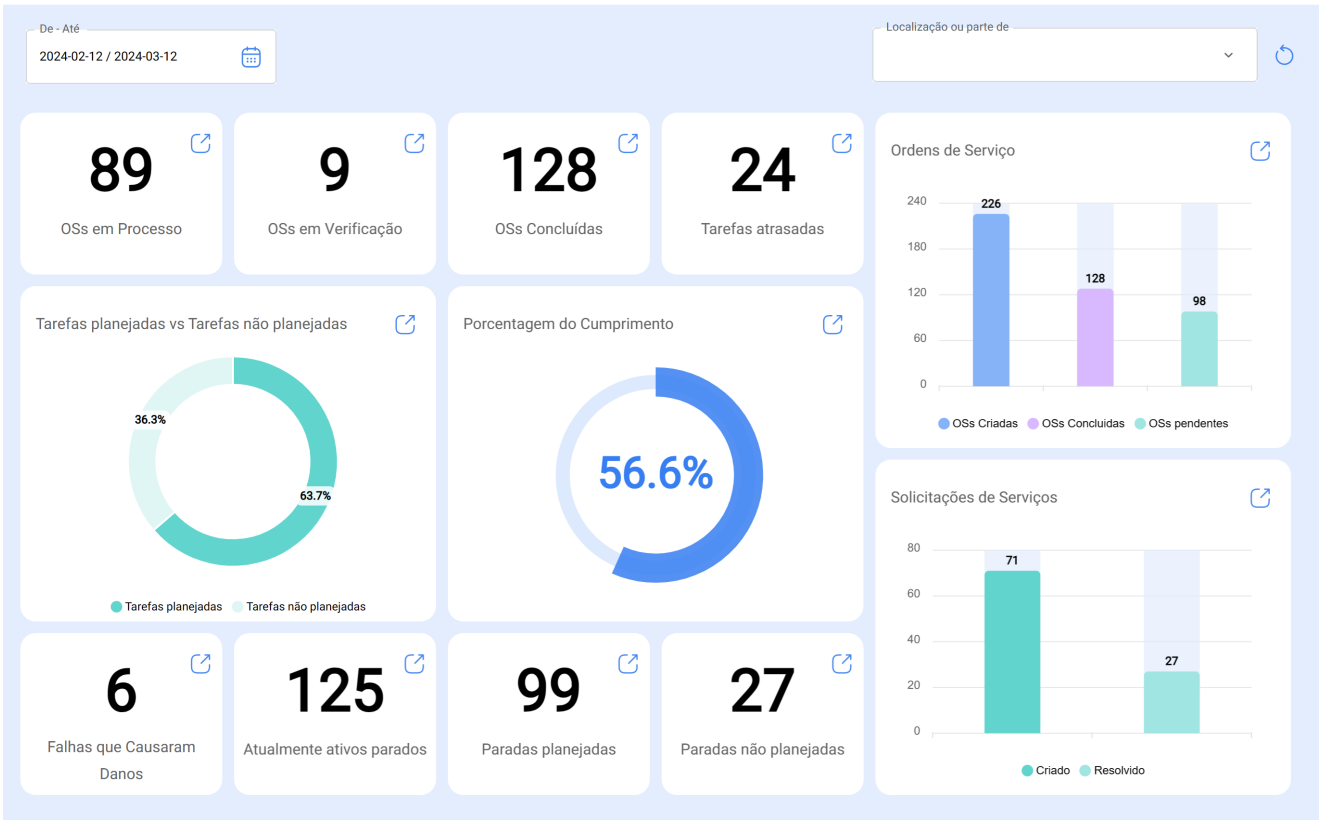 De - Até
2024-02-12 / 2024-03-12
Localização ou parte de
89
OSs em Processo
9
OSs em Verificação
128
OSs Concluídas
24
Tarefas atrasadas
Ordens de Serviço
240
180
120
60
0
226
128
98
OSs Criadas
OSs Concluidas
OSs pendentes
Tarefas planejadas vs Tarefas não planejadas
36.3%
63.7%
Tarefas planejadas
Tarefas não planejadas
Porcentagem do Cumprimento
56.6%
Solicitações de Serviços
80
60
40
20
0
71
27
Criado
Resolvido
6
Falhas que Causaram
Danos
125
Atualmente ativos parados
99
Paradas planejadas
27
Paradas não planejadas